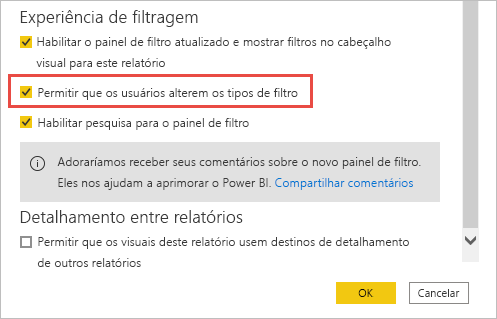 Experiência de filtragem
Habilitar o painel de filtro atualizado e mostrar filtros no cabeçalho
visual para este relatório
Permitir que os usuários alterem os tipos de filtro
Habilitar pesquisa para o painel de filtro
Adoraríamos receber seus comentários sobre o novo painel de filtro.
Eles nos ajudam a aprimorar o Power BI. Compartilhar comentários
Detalhamento entre relatórios
Permitir que os visuais deste relatório usem destinos de detalhamento
de outros relatórios
OK Cancelar